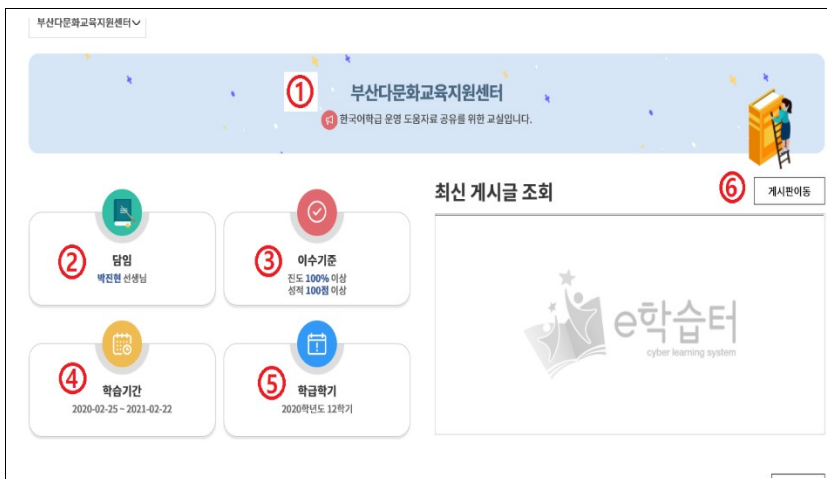 부산다문화교육지원센터
① 부산다문화교육지원센터
한국어학급 운영 도움자료 공유를 위한 교실입니다.
② 담임
박진현 선생님
③ 이수기준
진도 100% 이상
성적 100점 이상
④ 학습기간
2020-02-25 ~ 2021-02-22
⑤ 학급학기
2020학년도 12학기
최신 게시글 조회
⑥ 게시판이동
e학습터
cyber learning system